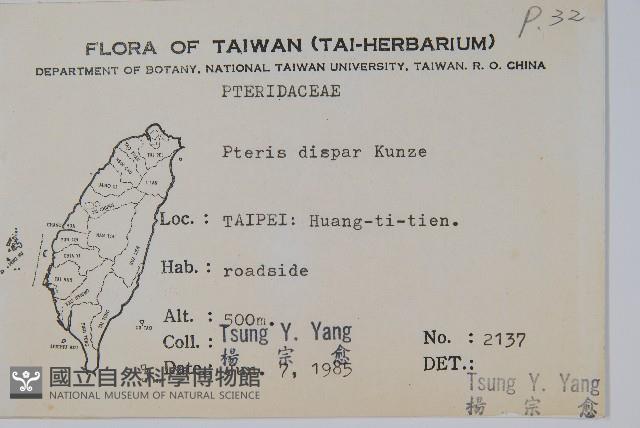 P.32
FLORA OF TAIWAN (TAI-HERBARIUM)
DEPARTMENT OF BOTANY, NATIONAL TAIWAN UNIVERSITY, TAIWAN. R. O. CHINA
PTERIDACEAE
Pteris dispar Kunze
Loc. : TAIPEI: Huang-ti-tien.
Hab. : roadside
Alt. : 500m.
Coll. : Tsung Y. Yang
楊 宗 愈
No. : 2137
Date: 7, 1985
DET.:
Tsung Y. Yang
楊 宗 愈
國立自然科學博物館
NATIONAL MUSEUM OF NATURAL SCIENCE